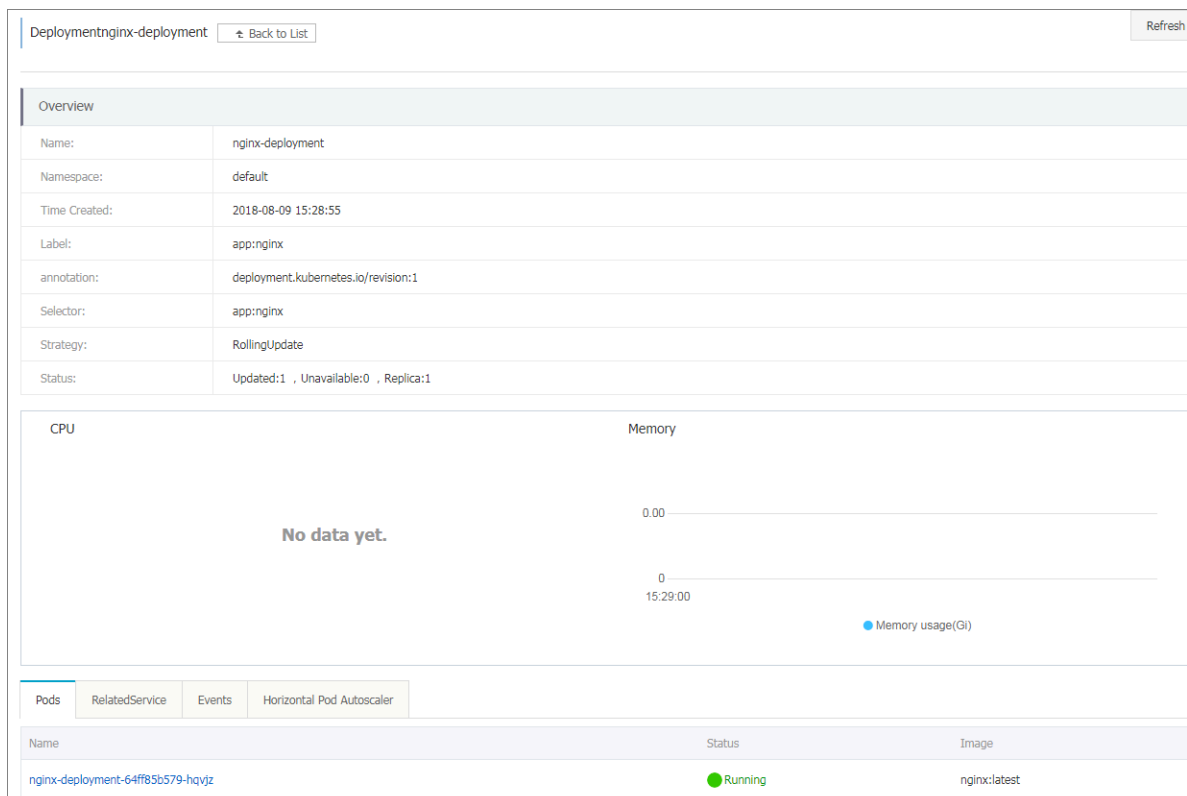 Deploymentnginx-deployment Back to List Refresh
Overview
Name: nginx-deployment
Namespace: default
Time Created: 2018-08-09 15:28:55
Label: app:nginx
annotation: deployment.kubernetes.io/revision:1
Selector: app:nginx
Strategy: RollingUpdate
Status: Updated:1 , Unavailable:0 , Replica:1
CPU Memory
0.00
No data yet.
0
15:29:00
Memory usage(Gi)
Pods RelatedService Events Horizontal Pod Autoscaler
Name Status Image
nginx-deployment-64ff85b579-hqvjz Running nginx:latest